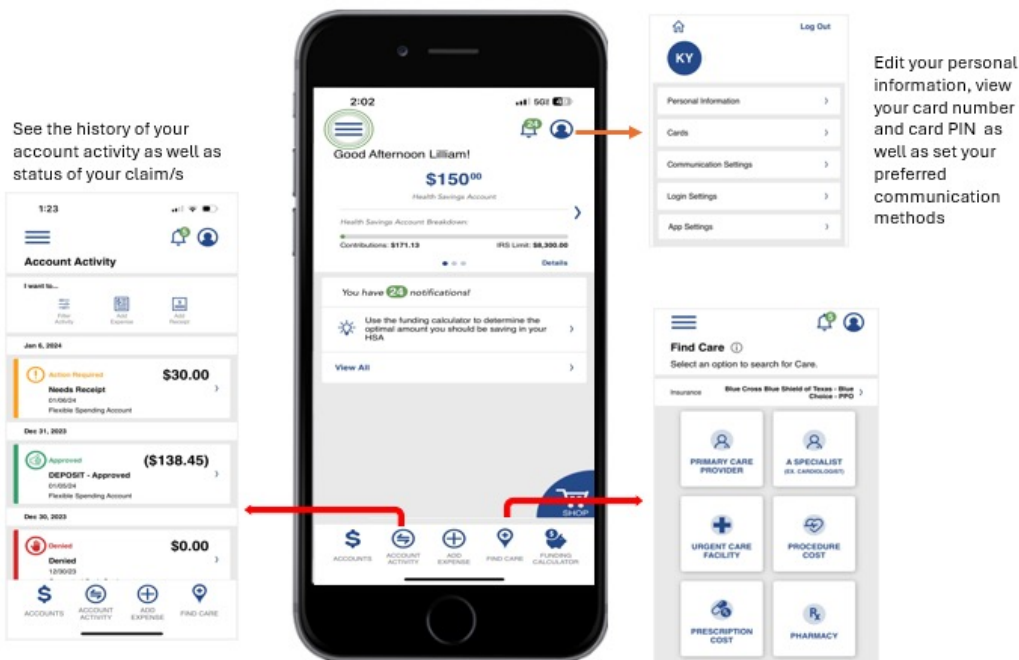 See the history of your
account activity as well as
status of your claim/s
1:23
5
Account Activity
I want to...
Filter
Activity
Add
Expense
Add
Receipt
Jan 6, 2024
Action Required
$30.00
Needs Receipt
01/06/24
Flexible Spending Account
Dec 31, 2023
Approved
($138.45)
DEPOSIT - Approved
01/05/24
Flexible Spending Account
Dec 30, 2023
Denied
$0.00
Denied
12/30/23
ACCOUNTS
ACCOUNT
ACTIVITY
ADD
EXPENSE
FIND CARE
2:02
24
Good Afternoon Lilliam!
$150⁰⁰
Health Savings Account
Health Savings Account Breakdown:
Contributions: $171.13 IRS Limit: $8,300.00
Details
You have 24 notifications!
Use the funding calculator to determine the
optimal amount you should be saving in your
HSA
View All
SHOP
ACCOUNTS
ACCOUNT
ACTIVITY
ADD
EXPENSE
FIND CARE
FUNDING
CALCULATOR
Log Out
KY
Personal Information
Cards
Communication Settings
Login Settings
App Settings
Edit your personal
information, view
your card number
and card PIN as
well as set your
preferred
communication
methods
5
Find Care
Select an option to search for Care.
Insurance
Blue Cross Blue Shield of Texas - Blue
Choice - PPO
PRIMARY CARE
PROVIDER
A SPECIALIST
(EX. CARDIOLOGIST)
URGENT CARE
FACILITY
PROCEDURE
COST
PRESCRIPTION
COST
Rx
PHARMACY